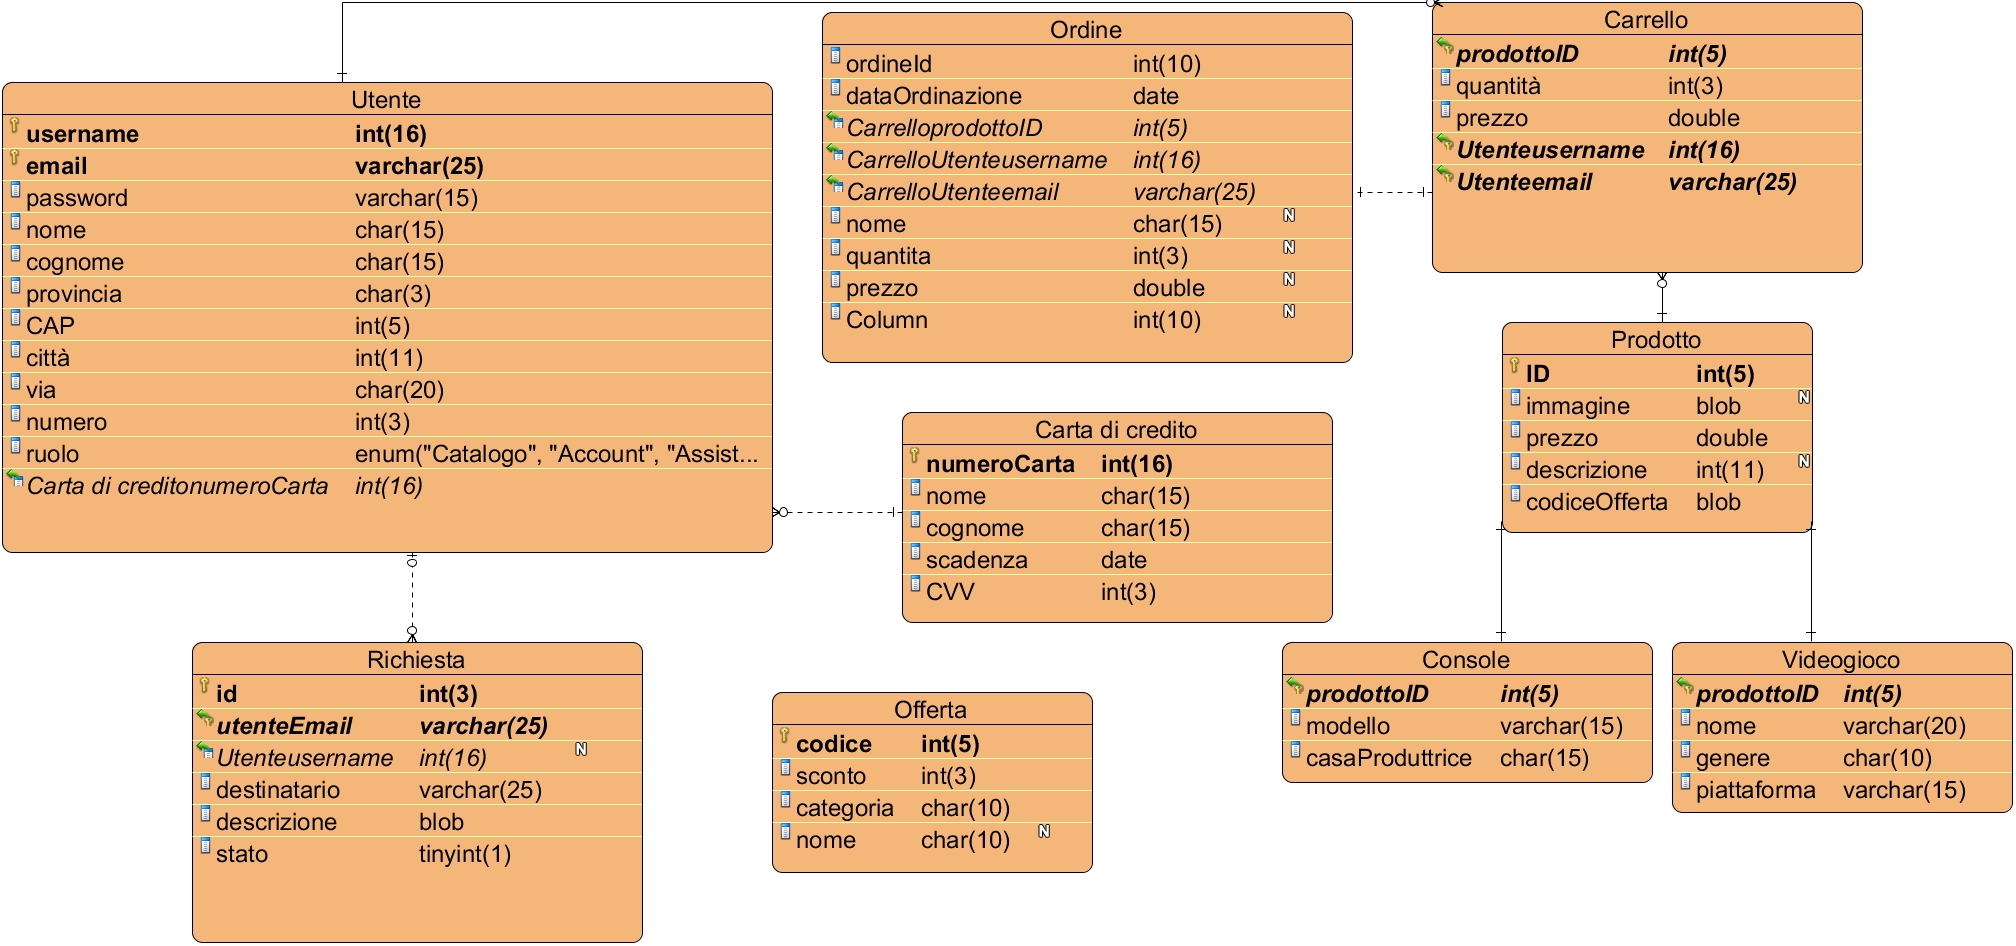 Utente
username int(16)
email varchar(25)
password varchar(15)
nome char(15)
cognome char(15)
provincia char(3)
CAP int(5)
città int(11)
via char(20)
numero int(3)
ruolo enum("Catalogo", "Account", "Assist...
Carta di creditonumeroCarta int(16)
Ordine
ordineId int(10)
dataOrdinazione date
CarrelloprodottoID int(5)
CarrelloUtenteusername int(16)
CarrelloUtenteemail varchar(25)
nome char(15) N
quantita int(3) N
prezzo double N
Column int(10) N
Carrello
prodottoID int(5)
quantità int(3)
prezzo double
Utenteusername int(16)
Utenteemail varchar(25)
Prodotto
ID int(5)
immagine blob N
prezzo double
descrizione int(11) N
codiceOfferta blob
Carta di credito
numeroCarta int(16)
nome char(15)
cognome char(15)
scadenza date
CVV int(3)
Richiesta
id int(3)
utenteEmail varchar(25)
Utenteusername int(16) N
destinatario varchar(25)
descrizione blob
stato tinyint(1)
Offerta
codice int(5)
sconto int(3)
categoria char(10)
nome char(10) N
Console
prodottoID int(5)
modello varchar(15)
casaProduttrice char(15)
Videogioco
prodottoID int(5)
nome varchar(20)
genere char(10)
piattaforma varchar(15)